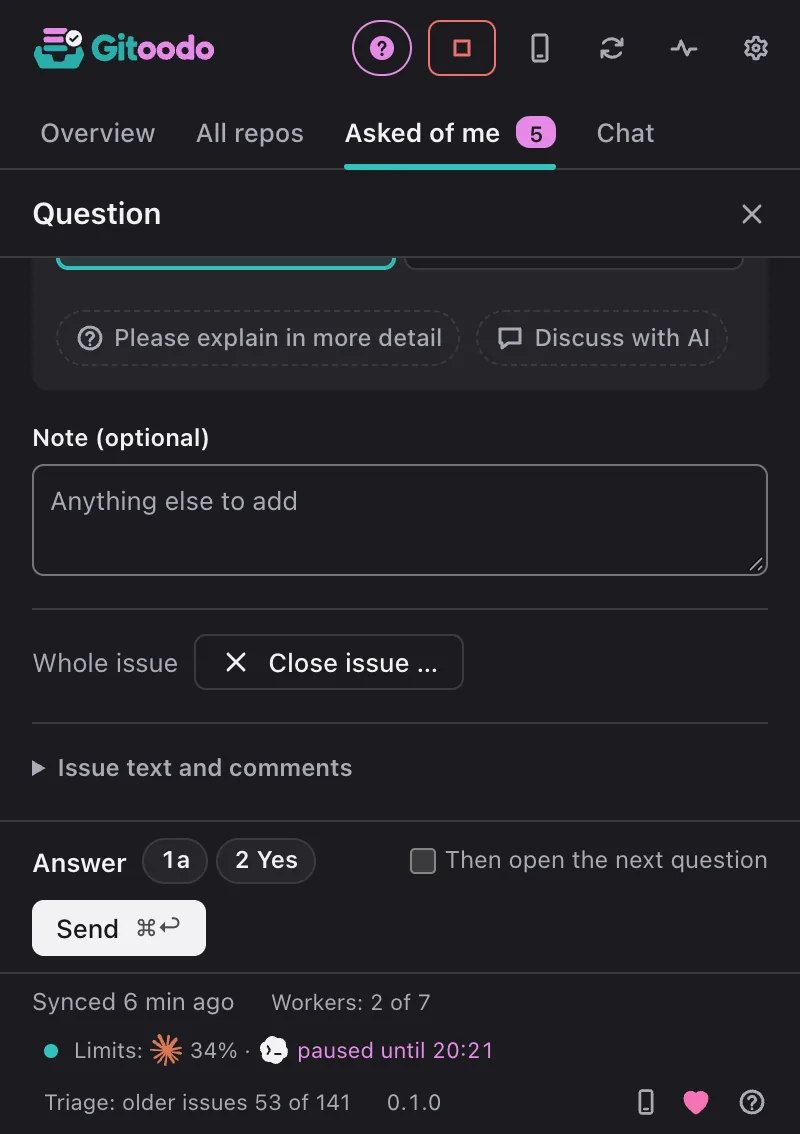 Gitoodo
Overview All repos Asked of me 5 Chat
Question
Please explain in more detail Discuss with AI
Note (optional)
Anything else to add
Whole issue Close issue ...
Issue text and comments
Answer 1a 2 Yes Then open the next question
Send ⌘↩
Synced 6 min ago Workers: 2 of 7
Limits: 34% · paused until 20:21
Triage: older issues 53 of 141 0.1.0